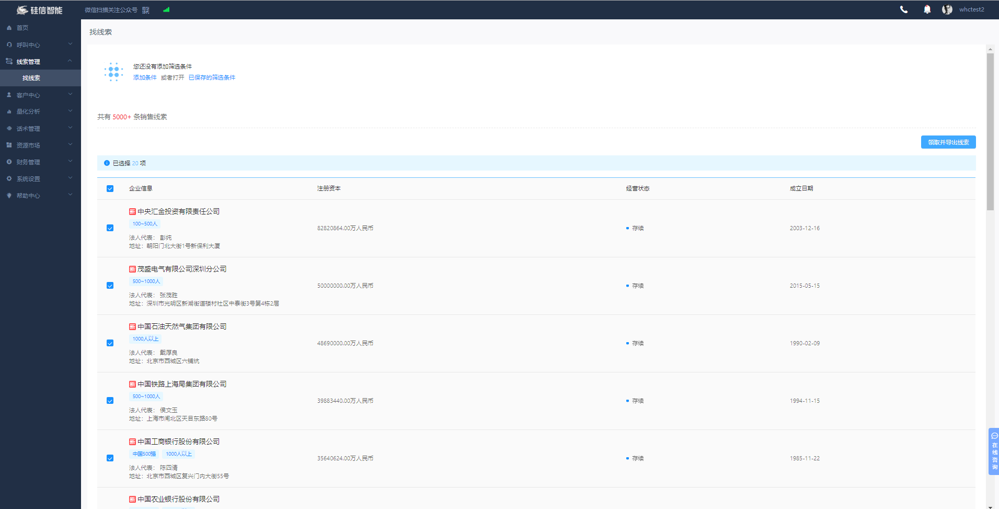 硅信智能
微信扫描关注公众号
whctest2
首页
呼叫中心
线索管理
找线索
客户中心
量化分析
话术管理
资源市场
财务管理
系统设置
帮助中心
找线索
您还没有添加筛选条件
添加条件 或者打开 已保存的筛选条件
共有 5000+ 条销售线索
领取并导出线索
已选择 20 项
企业信息 注册资本 经营状态 成立日期
新 中央汇金投资有限责任公司
100~500人
82820864.00万人民币 存续 2003-12-16
法人代表： 彭纯
地址：朝阳门北大街1号新保利大厦
新 茂盛电气有限公司深圳分公司
500~1000人
50000000.00万人民币 存续 2015-05-15
法人代表： 张茂胜
地址：深圳市光明区新湖街道楼村社区中泰街3号第4栋2层
新 中国石油天然气集团有限公司
1000人以上
48690000.00万人民币 存续 1990-02-09
法人代表： 戴厚良
地址：北京市西城区六铺炕
新 中国铁路上海局集团有限公司
500~1000人
39883440.00万人民币 存续 1994-11-15
法人代表： 侯文玉
地址：上海市闸北区天目东路80号
新 中国工商银行股份有限公司
中国500强 1000人以上
35640624.00万人民币 存续 1985-11-22
法人代表： 陈四清
地址：北京市西城区复兴门内大街55号
新 中国农业银行股份有限公司
在线咨询